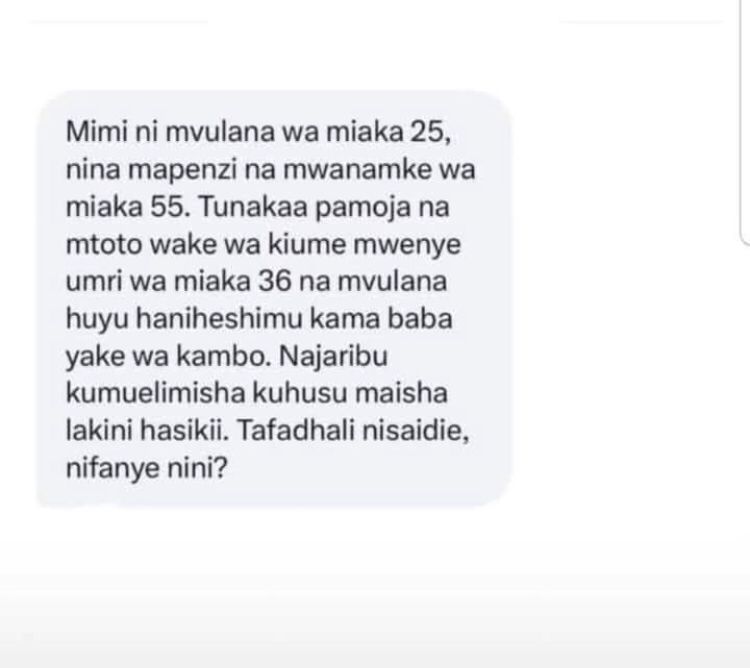 Mimi ni mvulana wa miaka 25,
nina mapenzi na mwanamke wa
miaka 55. Tunakaa pamoja na
mtoto wake wa kiume mwenye
umri wa miaka 36 na mvulana
huyu haniheshimu kama baba
yake wa kambo. Najaribu
kumuelimisha kuhusu maisha
lakini hasikii. Tafadhali nisaidie,
nifanye nini?